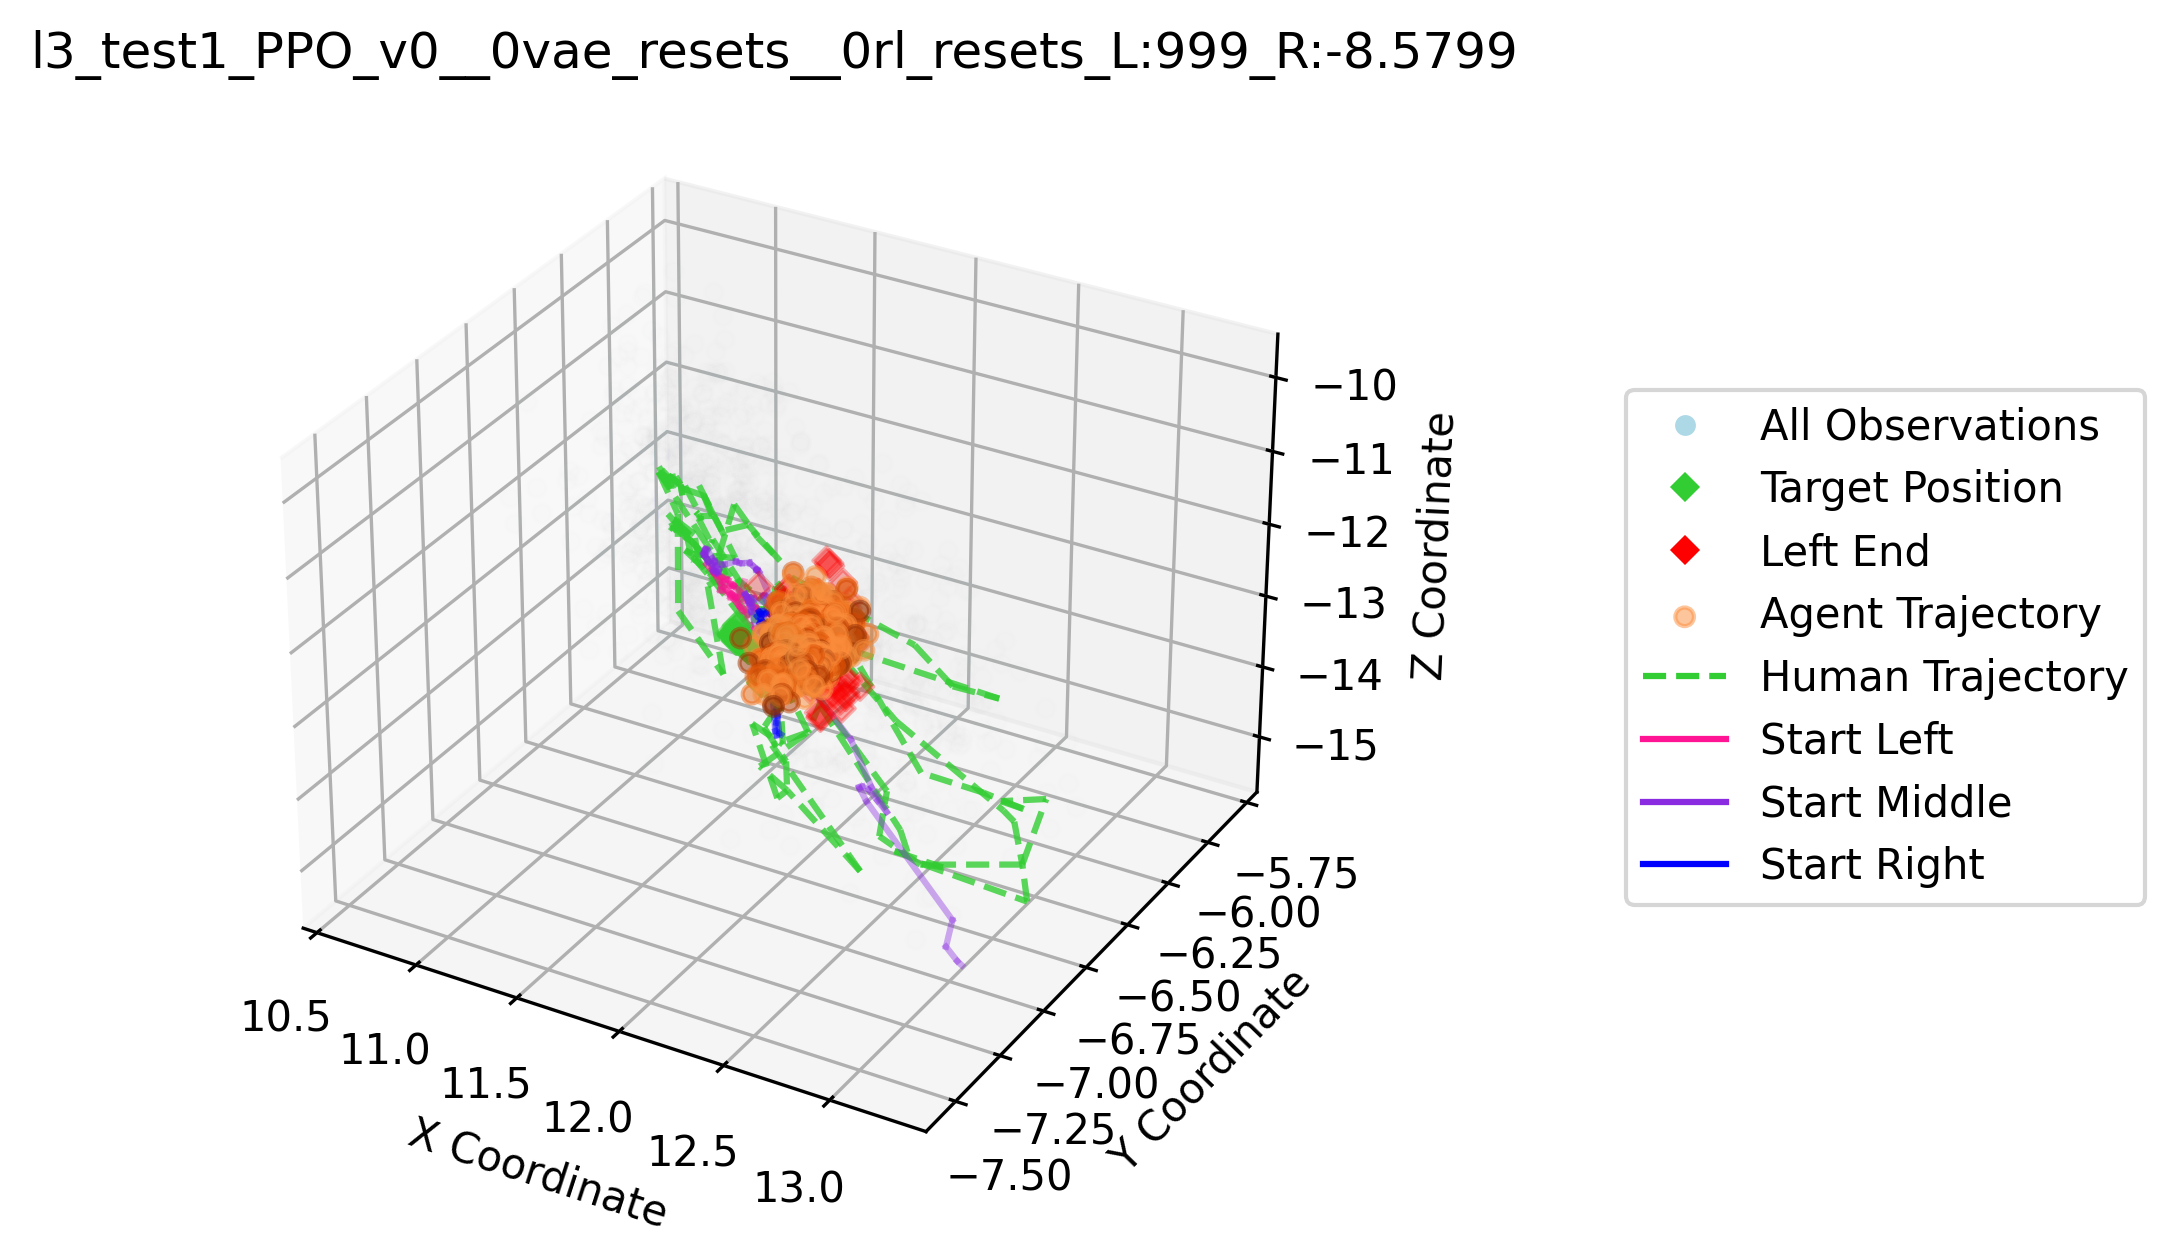 l3_test1_PPO_v0__0vae_resets__0rl_resets_L:999_R:-8.5799
−10
−11
−12
−13
−14
−15
Z Coordinate
−5.75
−6.00
−6.25
−6.50
−6.75
−7.00
−7.25
−7.50
Y Coordinate
10.5
11.0
11.5
12.0
12.5
13.0
X Coordinate
All Observations
Target Position
Left End
Agent Trajectory
Human Trajectory
Start Left
Start Middle
Start Right